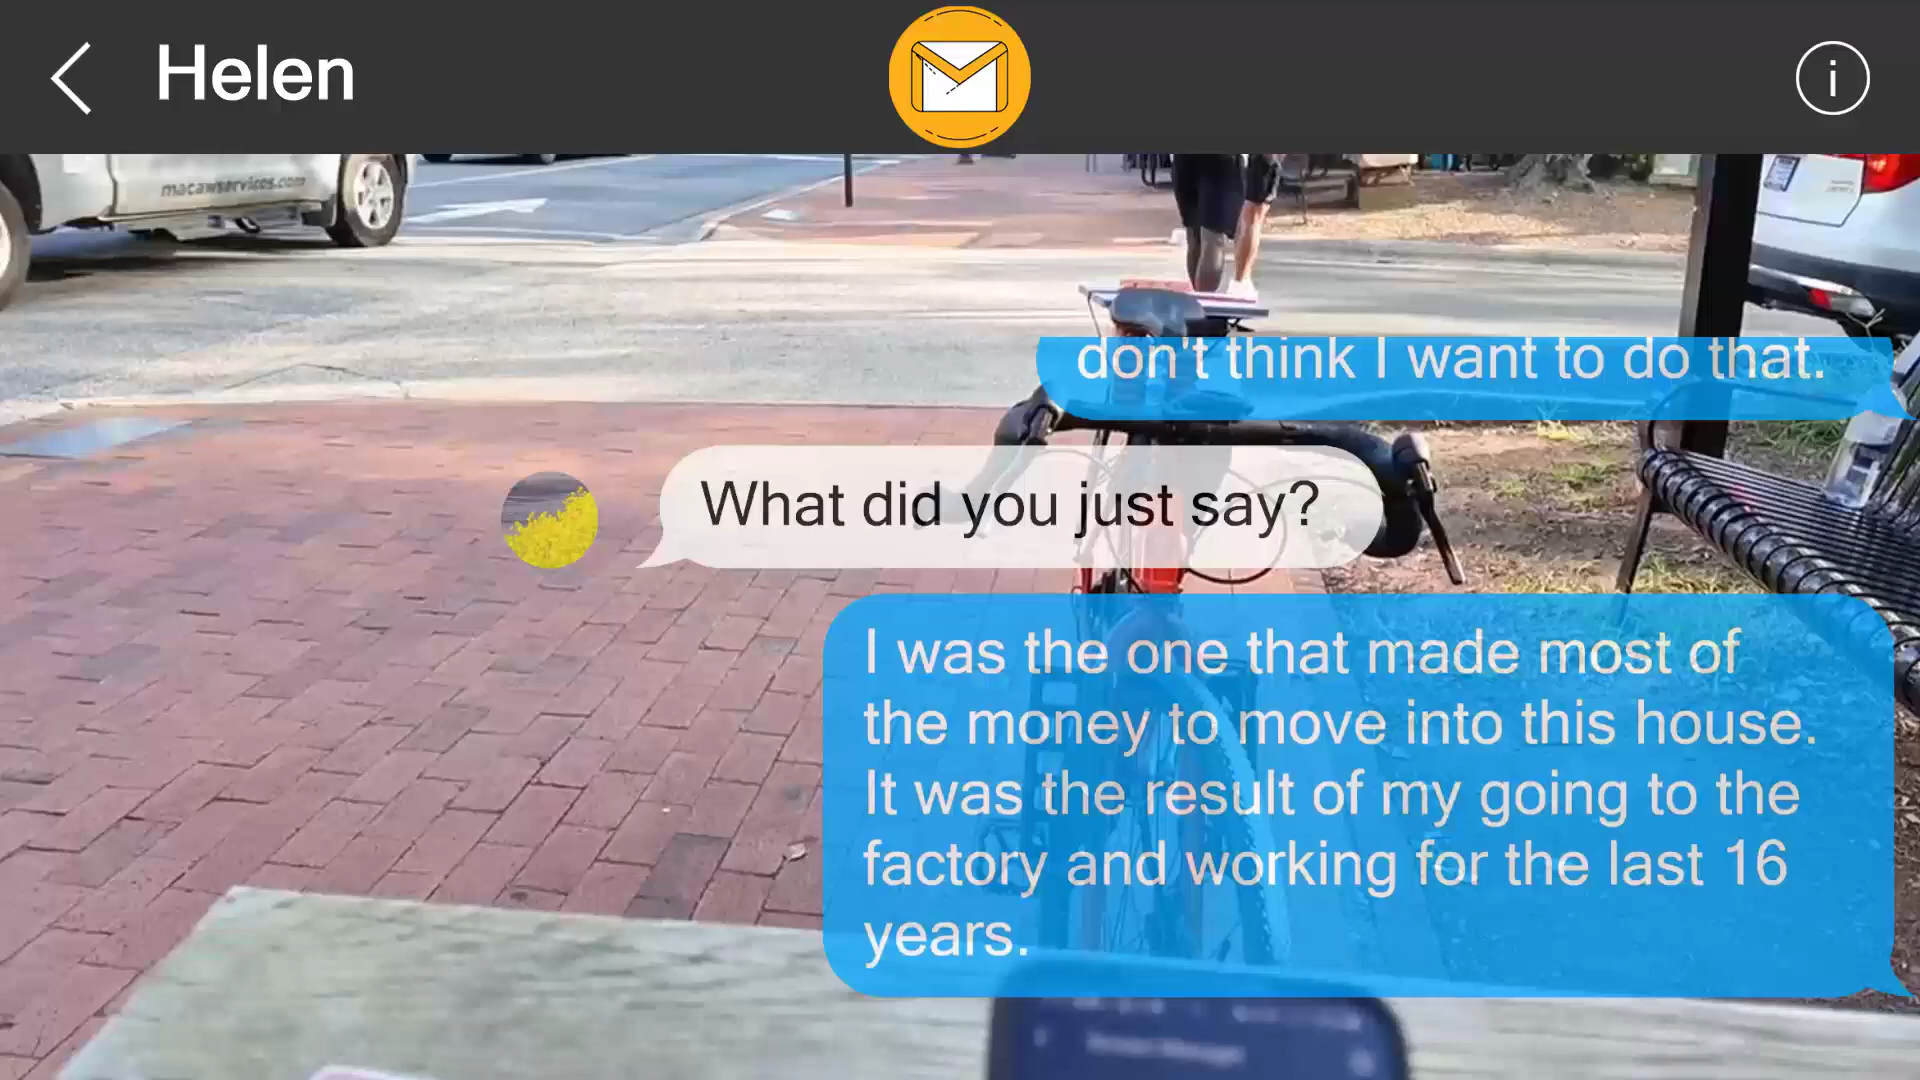 Helen
i
macawservices.com
don't think I want to do that.
What did you just say?
I was the one that made most of
the money to move into this house.
It was the result of my going to the
factory and working for the last 16
years.